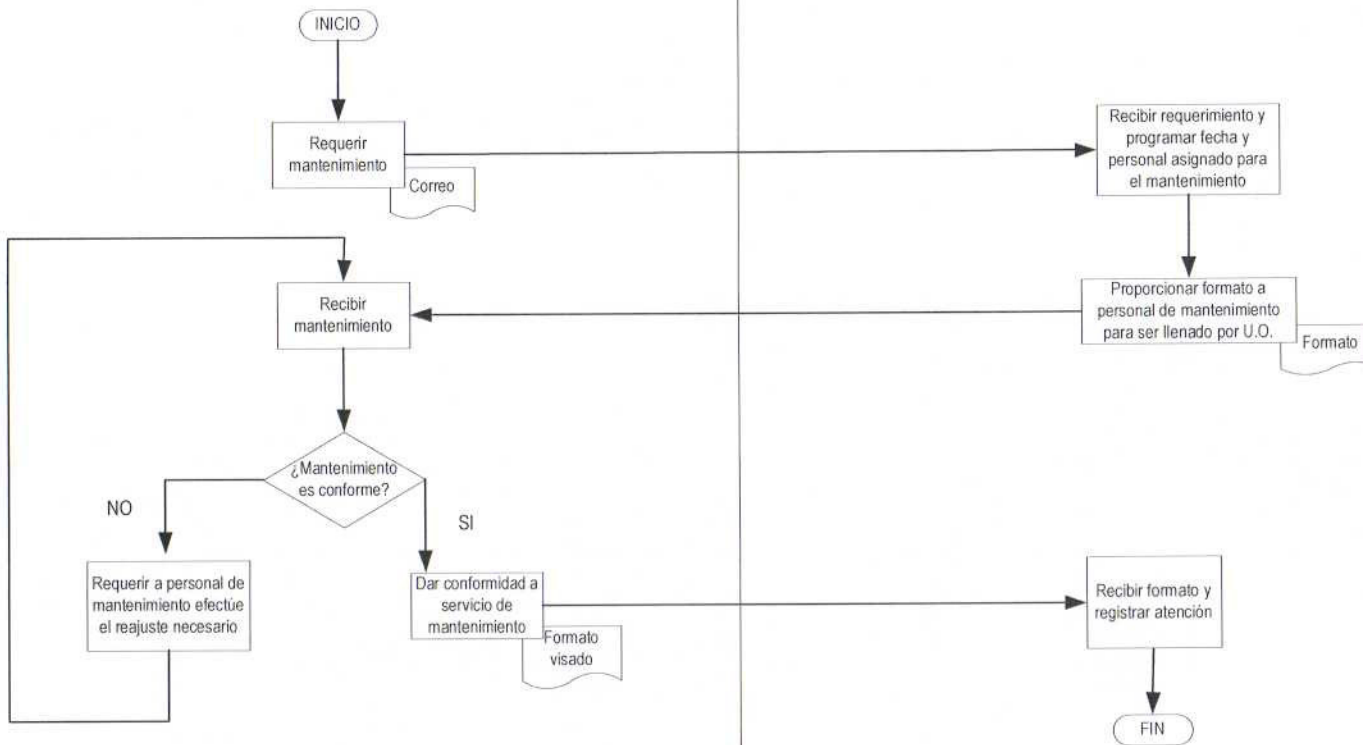 INICIO
Requerir
mantenimiento
Correo
Recibir requerimiento y
programar fecha y
personal asignado para
el mantenimiento
Recibir
mantenimiento
Proporcionar formato a
personal de mantenimiento
para ser llenado por U.O.
Formato
¿Mantenimiento
es conforme?
NO
SI
Requerir a personal de
mantenimiento efectúe
el reajuste necesario
Dar conformidad a
servicio de
mantenimiento
Formato
visado
Recibir formato y
registrar atención
FIN